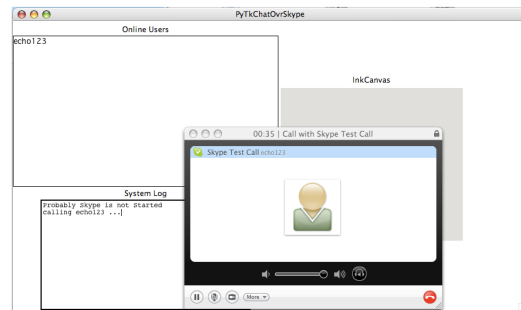 PyTkChatOvrSkype
Online Users
echo123
InkCanvas
00:35 | Call with Skype Test Call
Skype Test Call echo123
System Log
Probably Skype is not Started
calling echo123 ...
More